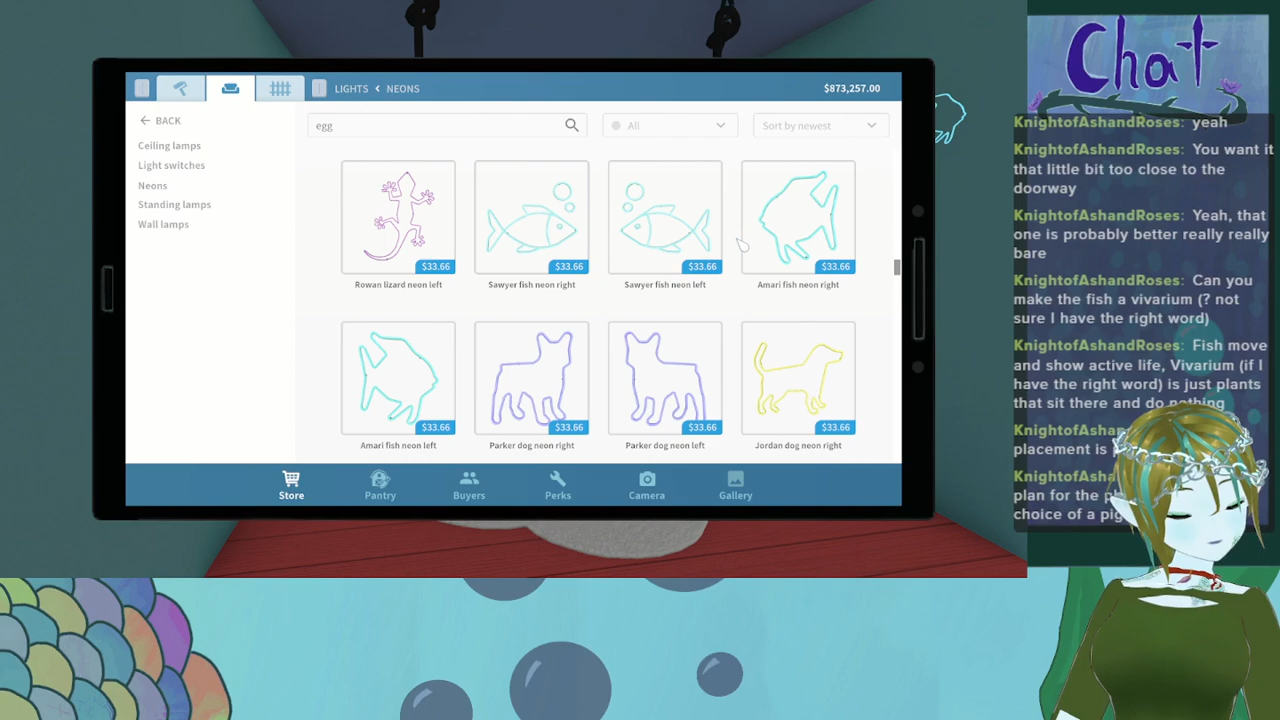 LIGHTS < NEONS
$873,257.00
BACK
Ceiling lamps
Light switches
Neons
Standing lamps
Wall lamps
egg
All
Sort by newest
$33.66
$33.66
$33.66
$33.66
Rowan lizard neon left
Sawyer fish neon right
Sawyer fish neon left
Amari fish neon right
$33.66
$33.66
$33.66
$33.66
Amari fish neon left
Parker dog neon right
Parker dog neon left
Jordan dog neon right
Store
Pantry
Buyers
Perks
Camera
Gallery
Chat
KnightofAshandRoses: yeah
KnightofAshandRoses: You want it
that little bit too close to the
doorway
KnightofAshandRoses: Yeah, that
one is probably better really really
bare
KnightofAshandRoses: Can you
make the fish a vivarium (? not
sure I have the right word)
KnightofAshandRoses: Fish move
and show active life, Vivarium (if I
have the right word) is just plants
that sit there and do nothing
placement is
plan for the
choice of a